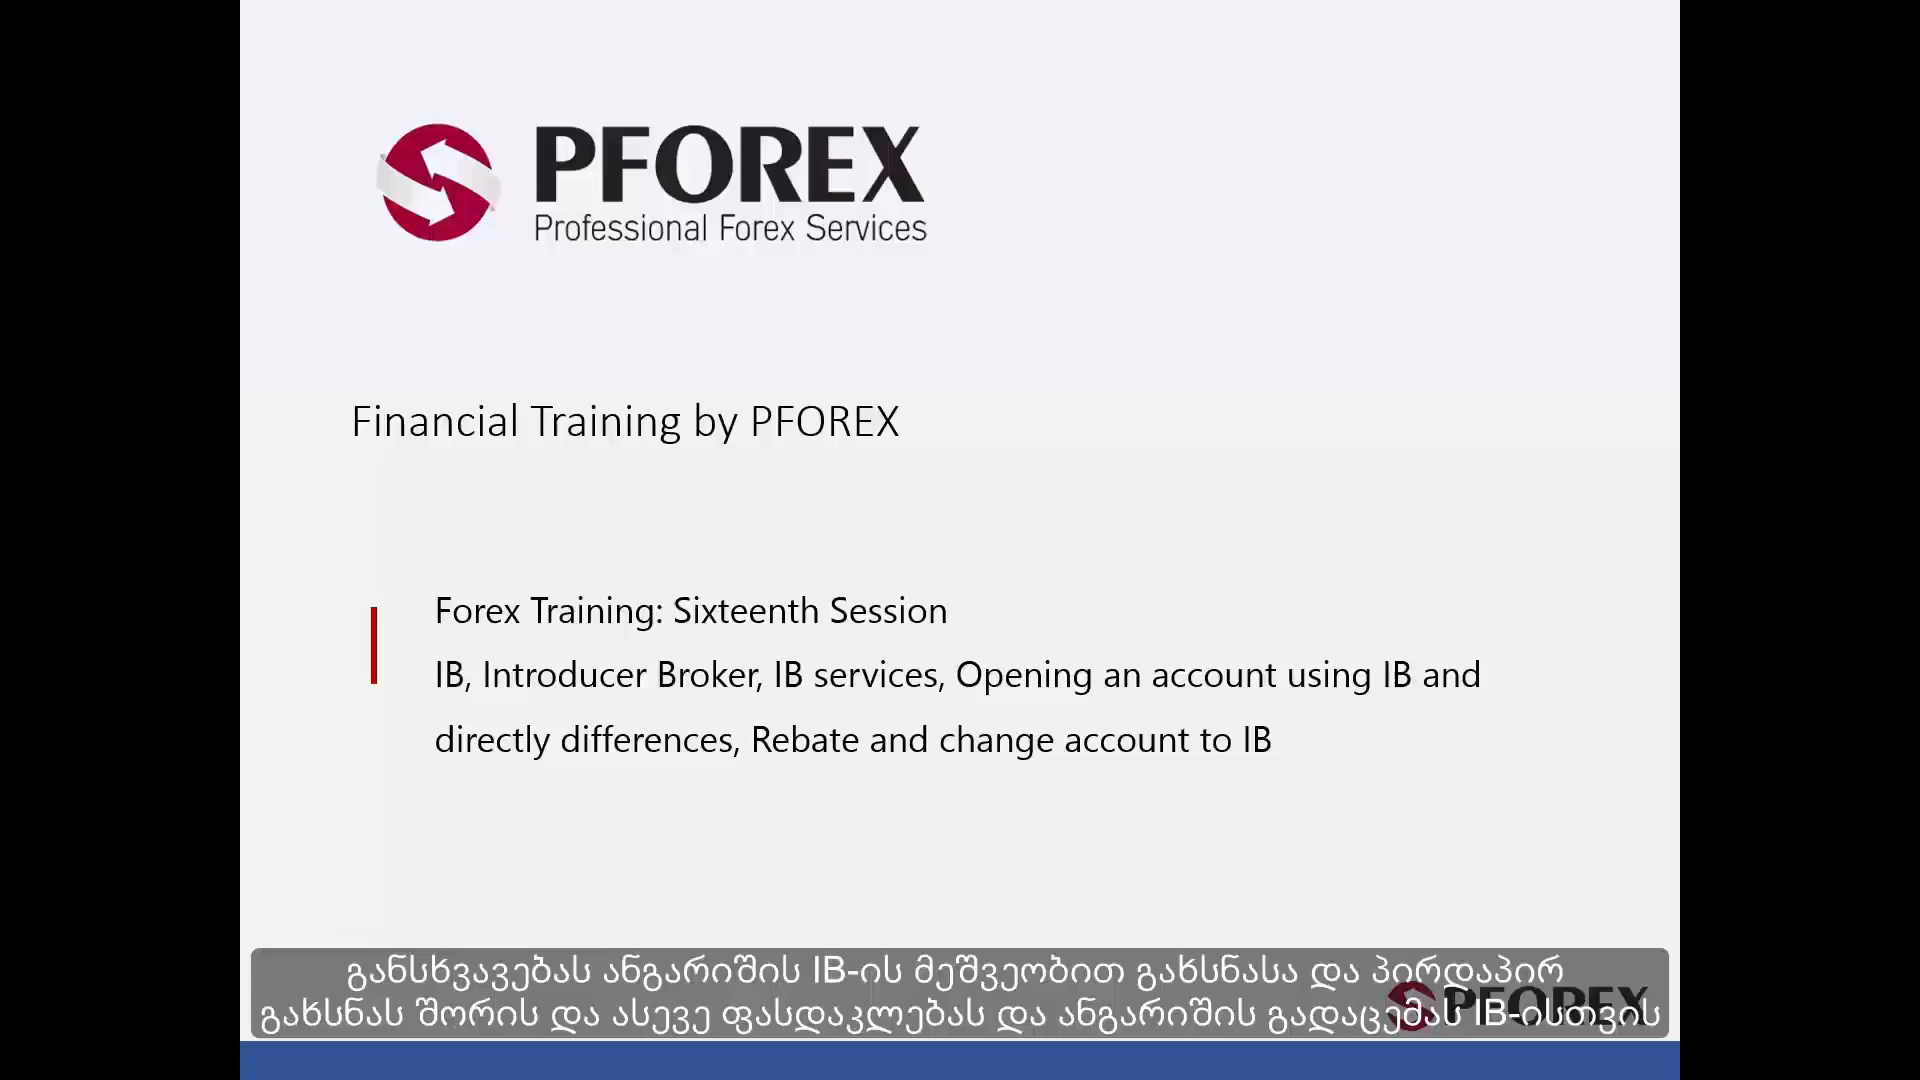 PFOREX
Professional Forex Services
Financial Training by PFOREX
Forex Training: Sixteenth Session
IB, Introducer Broker, IB services, Opening an account using IB and
directly differences, Rebate and change account to IB
განსხვავებას ანგარიშის IB-ის მეშვეობით გახსნასა და პირდაპირ
გახსნას შორის და ასევე ფასდაკლებას და ანგარიშის გადაცემას IB-ისთვის
PFOREX